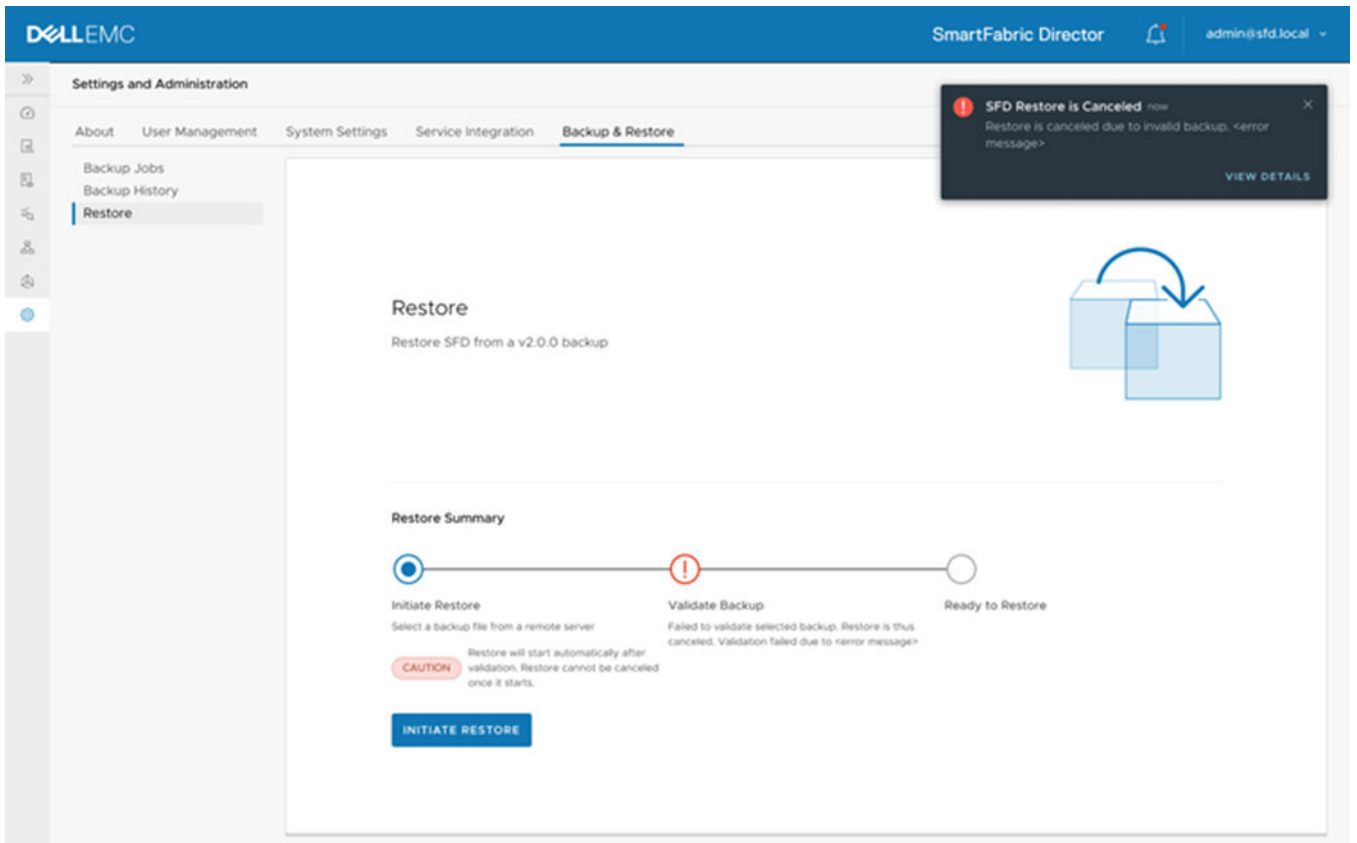 DELLEMC
SmartFabric Director
admin@sfd.local
Settings and Administration
SFD Restore is Canceled now
Restore is canceled due to invalid backup. <error
message>
VIEW DETAILS
About
User Management
System Settings
Service Integration
Backup & Restore
Backup Jobs
Backup History
Restore
Restore
Restore SFD from a v2.0.0 backup
Restore Summary
Initiate Restore
Select a backup file from a remote server
CAUTION
Restore will start automatically after
validation. Restore cannot be canceled
once it starts.
INITIATE RESTORE
Validate Backup
Failed to validate selected backup. Restore is thus
canceled. Validation failed due to <error message>
Ready to Restore